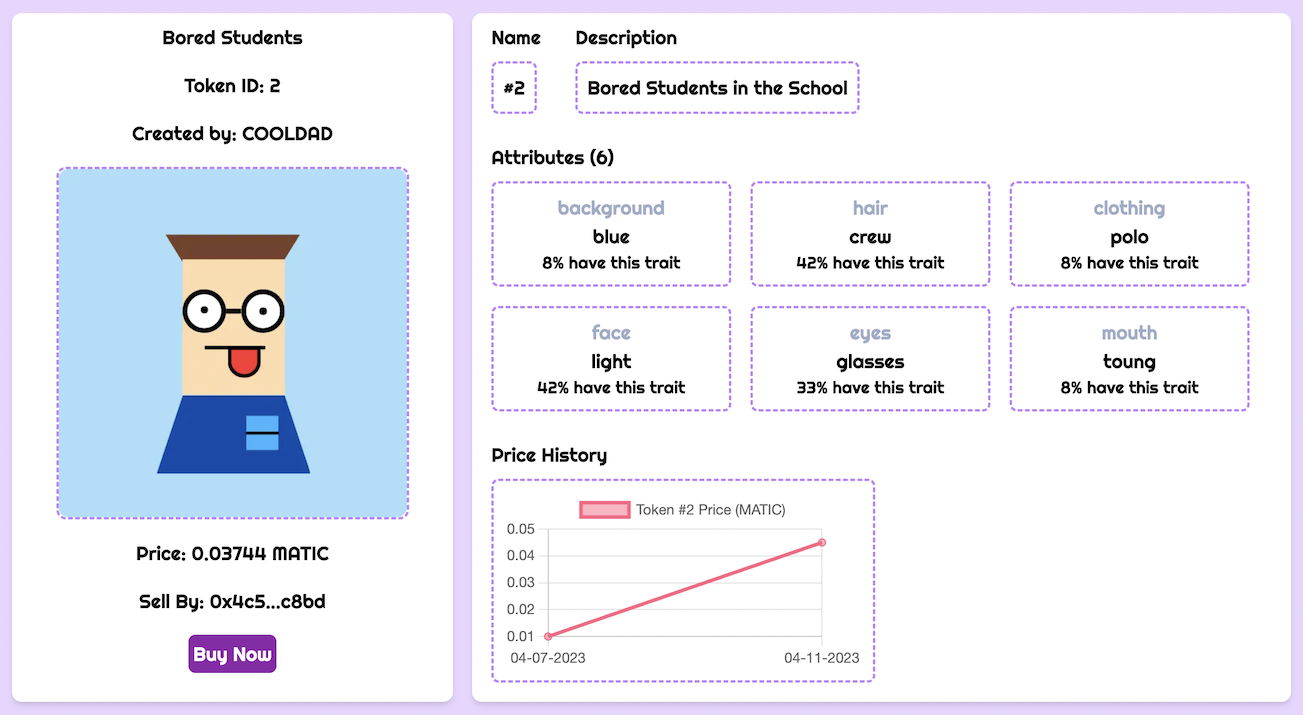 Bored Students
Token ID: 2
Created by: COOLDAD
Price: 0.03744 MATIC
Sell By: 0x4c5...c8bd
Buy Now
Name Description
#2 Bored Students in the School
Attributes (6)
background hair clothing
blue crew polo
8% have this trait 42% have this trait 8% have this trait
face eyes mouth
light glasses toung
42% have this trait 33% have this trait 8% have this trait
Price History
Token #2 Price (MATIC)
0.05
0.04
0.03
0.02
0.01
04-07-2023 04-11-2023